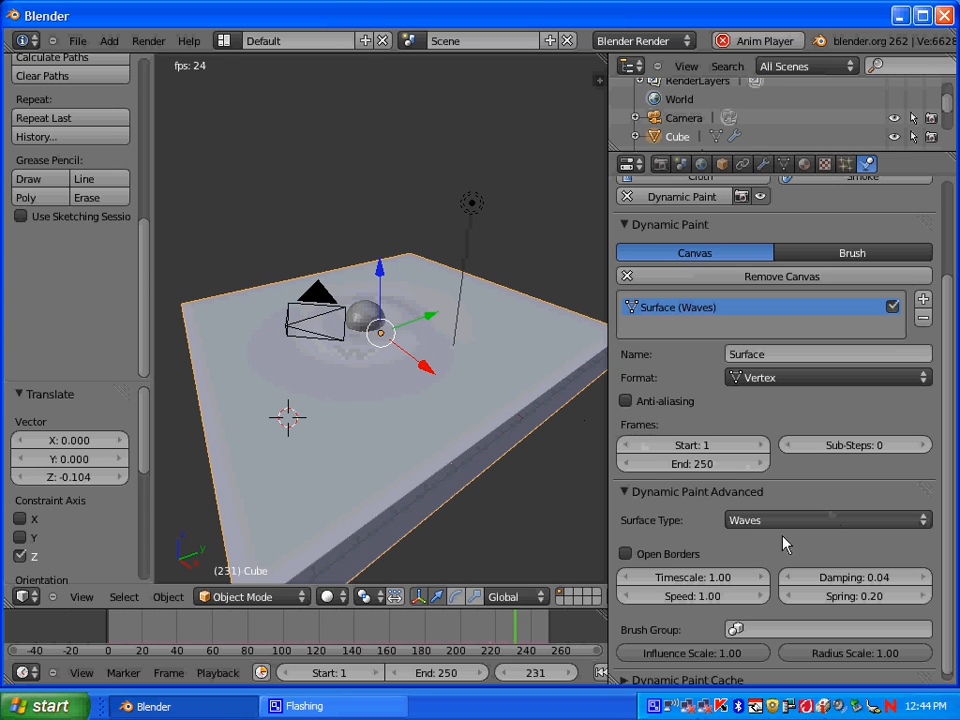 Blender
File Add Render Help Default Scene Blender Render Anim Player blender.org 262 | Ve:6628
fps: 24
View Search All Scenes
RenderLayers
World
Camera
Cube
Calculate Paths
Clear Paths
Repeat:
Repeat Last
History...
Grease Pencil:
Draw Line
Poly Erase
Use Sketching Sessio
Cloth Smoke
Dynamic Paint
Dynamic Paint
Canvas Brush
Remove Canvas
Surface (Waves)
Name: Surface
Format: Vertex
Anti-aliasing
Frames:
Start: 1 Sub-Steps: 0
End: 250
Dynamic Paint Advanced
Surface Type: Waves
Open Borders
Timescale: 1.00 Damping: 0.04
Speed: 1.00 Spring: 0.20
Brush Group:
Influence Scale: 1.00 Radius Scale: 1.00
Dynamic Paint Cache
Translate
Vector
X: 0.000
Y: 0.000
Z: -0.104
Constraint Axis
X
Y
Z
Orientation
z y
(231) Cube
View Select Object Object Mode Global
-40 -20 0 20 40 60 80 100 120 140 160 180 200 220 240 260
View Marker Frame Playback Start: 1 End: 250 231
start Blender Flashing 12:44 PM